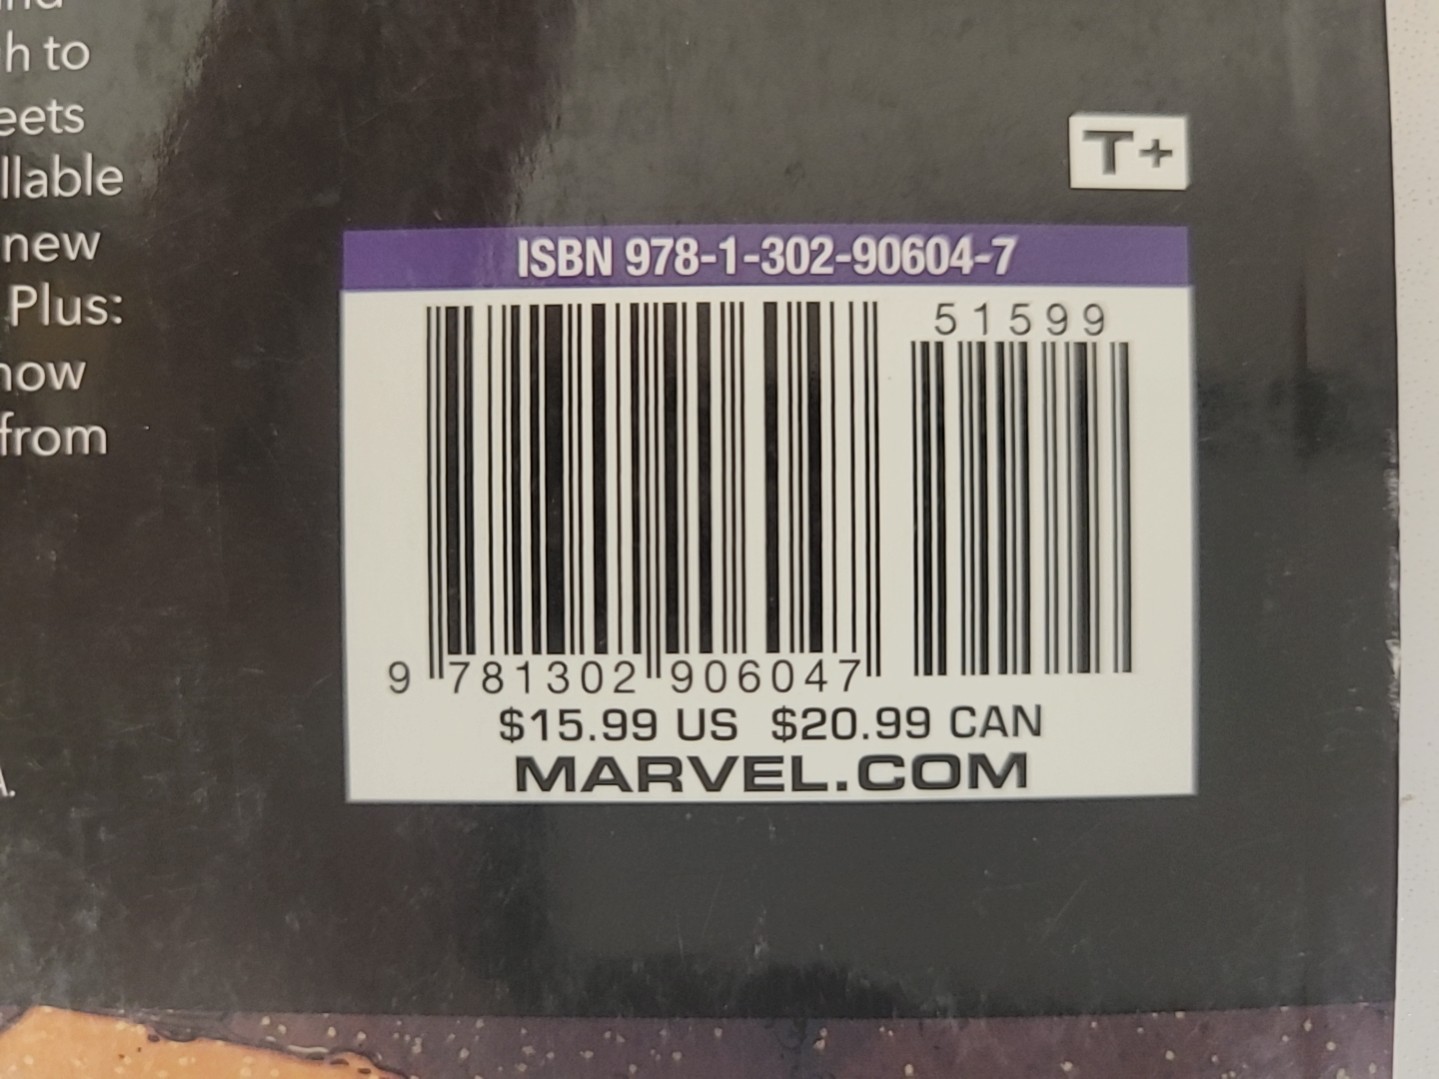 h to
eets
llable
new
Plus:
now
from
A.
T+
ISBN 978-1-302-90604-7
51599
9 781302 906047
$15.99 US $20.99 CAN
MARVEL.COM